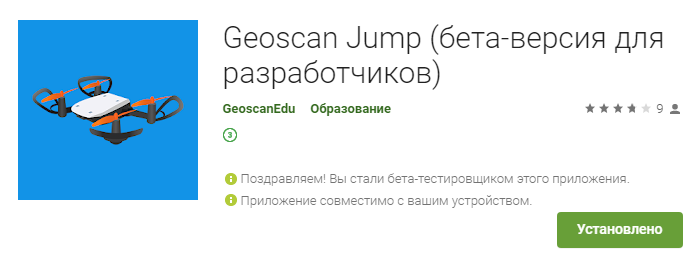 Geoscan Jump (бета-версия для
разработчиков)
GeoscanEdu Образование
9
3
Поздравляем! Вы стали бета-тестировщиком этого приложения.
Приложение совместимо с вашим устройством.
Установлено